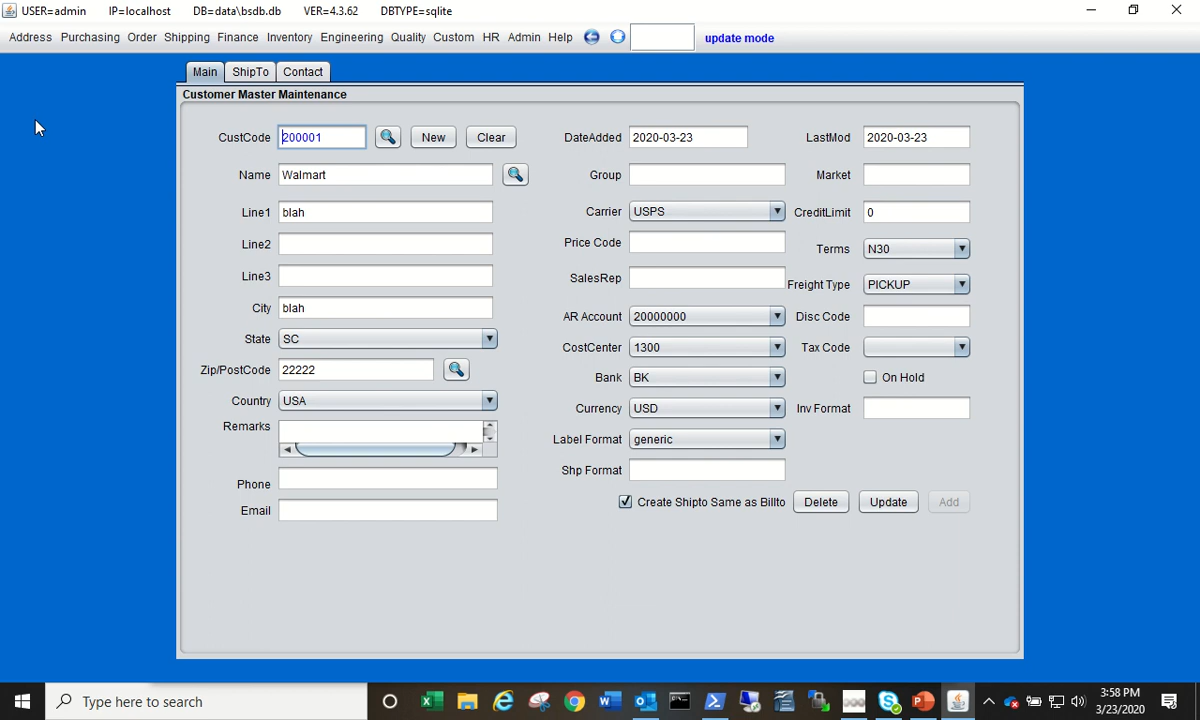 USER=admin IP=localhost DB=data\bsdb.db VER=4.3.62 DBTYPE=sqlite
Address Purchasing Order Shipping Finance Inventory Engineering Quality Custom HR Admin Help update mode
Main ShipTo Contact
Customer Master Maintenance
CustCode 200001 New Clear DateAdded 2020-03-23 LastMod 2020-03-23
Name Walmart Group Market
Line1 blah Carrier USPS CreditLimit 0
Line2 Price Code Terms N30
Line3 SalesRep Freight Type PICKUP
City blah AR Account 20000000 Disc Code
State SC CostCenter 1300 Tax Code
Zip/PostCode 22222 Bank BK On Hold
Country USA Currency USD Inv Format
Remarks Label Format generic
Phone Shp Format
Email Create Shipto Same as Billto Delete Update Add
Type here to search
3:58 PM
3/23/2020